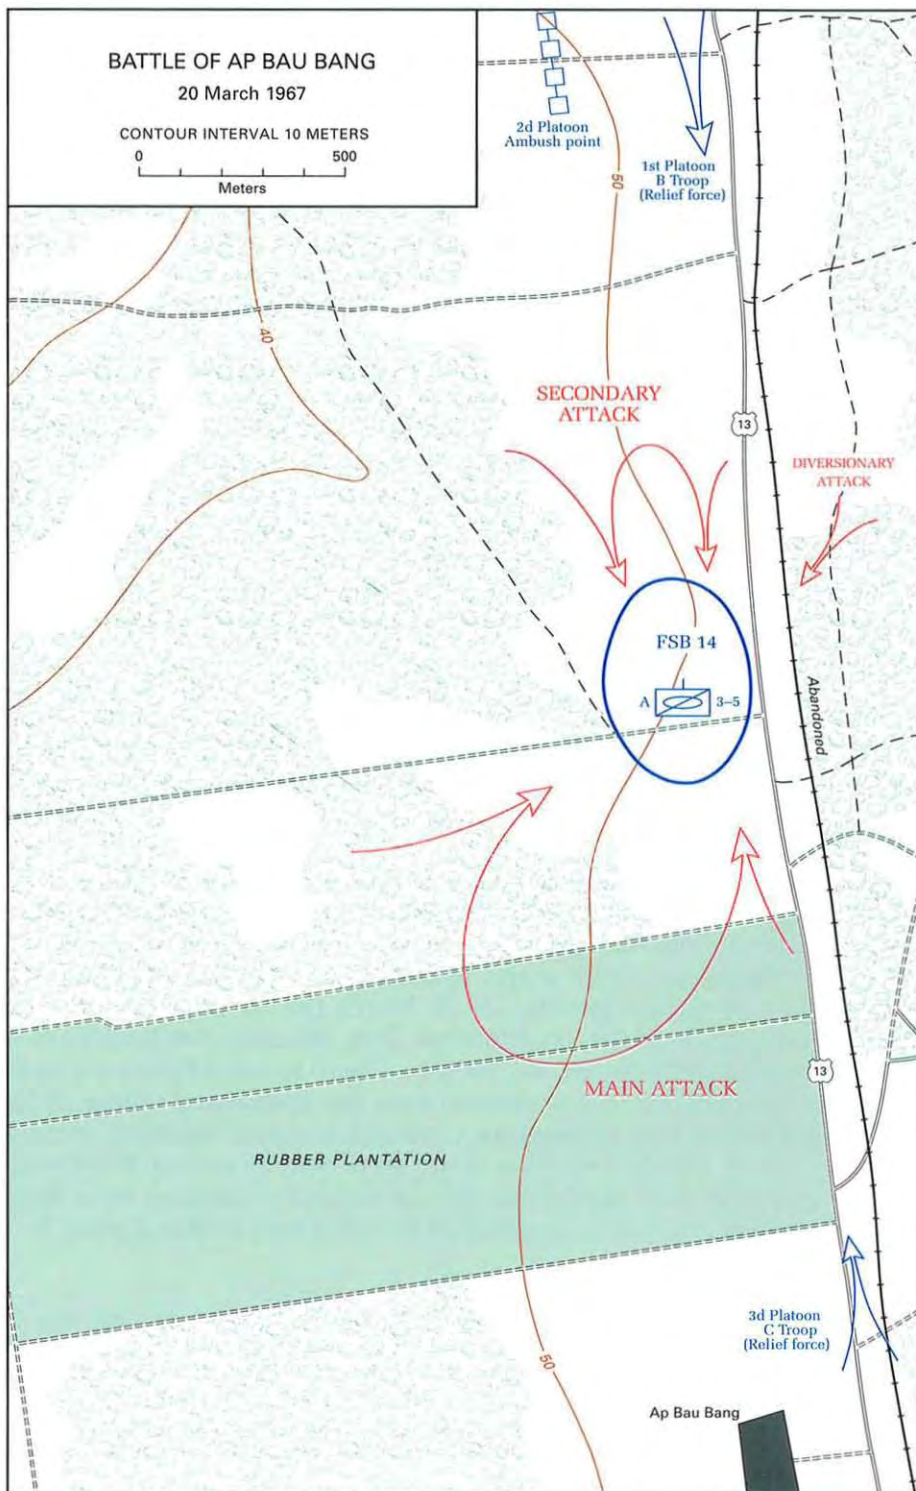 BATTLE OF AP BAU BANG
20 March 1967
CONTOUR INTERVAL 10 METERS
0 500
Meters
2d Platoon
Ambush point
50
1st Platoon
B Troop
(Relief force)
40
SECONDARY
ATTACK
13
DIVERSIONARY
ATTACK
FSB 14
A 3–5
Abandoned
13
MAIN ATTACK
RUBBER PLANTATION
3d Platoon
C Troop
(Relief force)
50
Ap Bau Bang